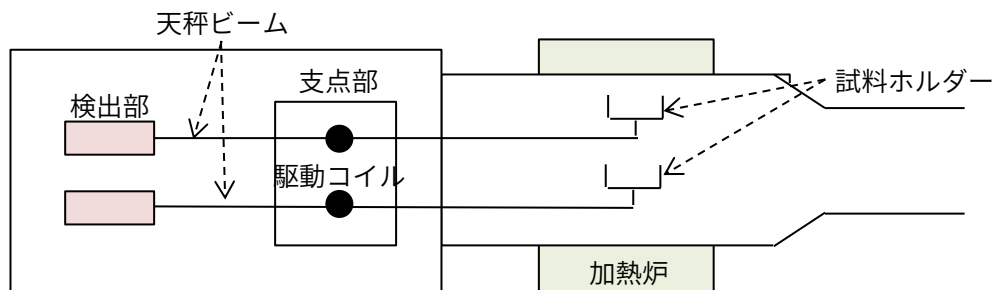 天秤ビーム
支点部
検出部
試料ホルダー
駆動コイル
加熱炉